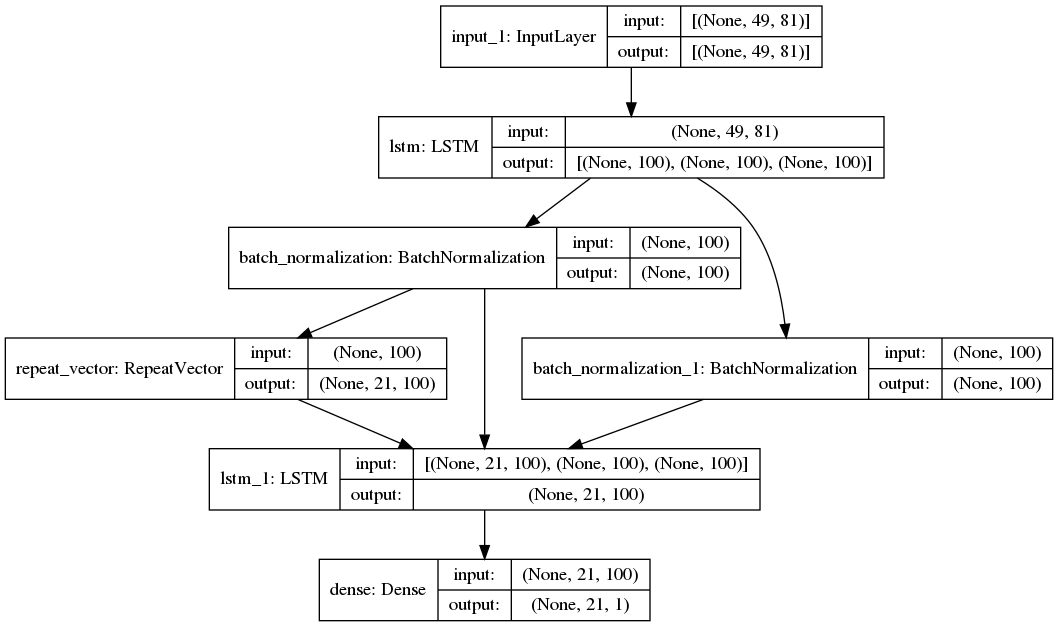 input_1: InputLayer
input: [(None, 49, 81)]
output: [(None, 49, 81)]
lstm: LSTM
input: (None, 49, 81)
output: [(None, 100), (None, 100), (None, 100)]
batch_normalization: BatchNormalization
input: (None, 100)
output: (None, 100)
repeat_vector: RepeatVector
input: (None, 100)
output: (None, 21, 100)
batch_normalization_1: BatchNormalization
input: (None, 100)
output: (None, 100)
lstm_1: LSTM
input: [(None, 21, 100), (None, 100), (None, 100)]
output: (None, 21, 100)
dense: Dense
input: (None, 21, 100)
output: (None, 21, 1)